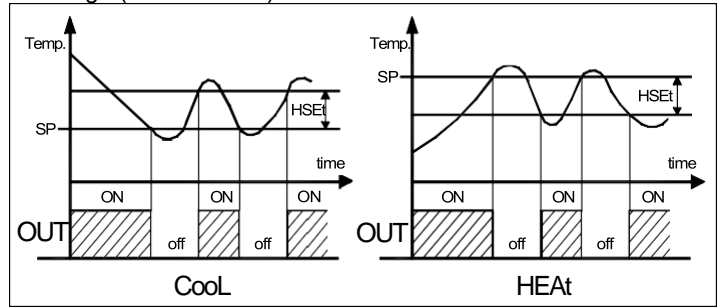 Temp.
HSEt
SP
time
ON
ON
ON
OUT
off
off
CooL
Temp.
SP
HSEt
time
ON
ON
ON
OUT
off
off
HEAt